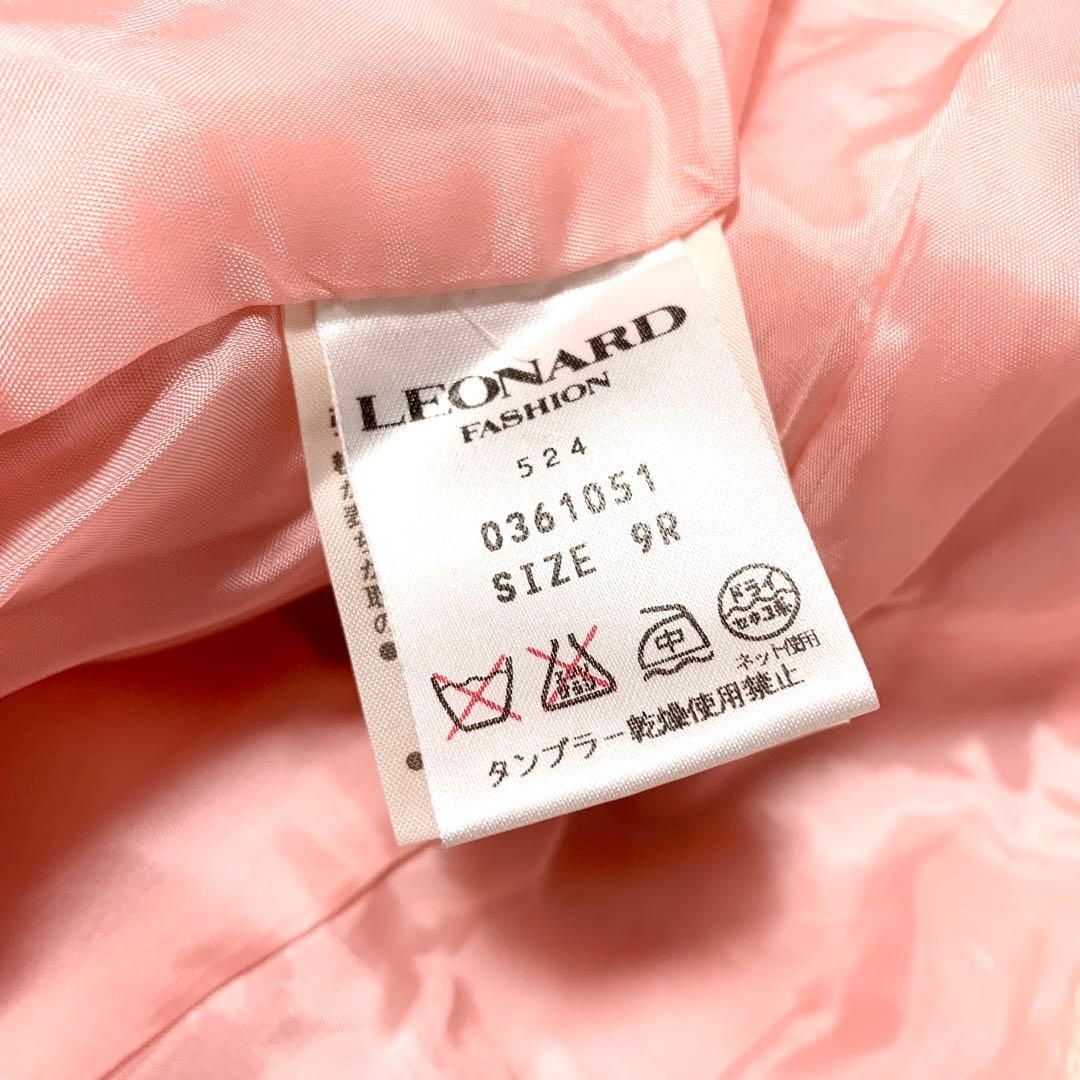 LEONARD
FASHION
524
0361051
SIZE 9R
中
ドライ
セキユ系
ネット使用
タンブラー乾燥使用禁止